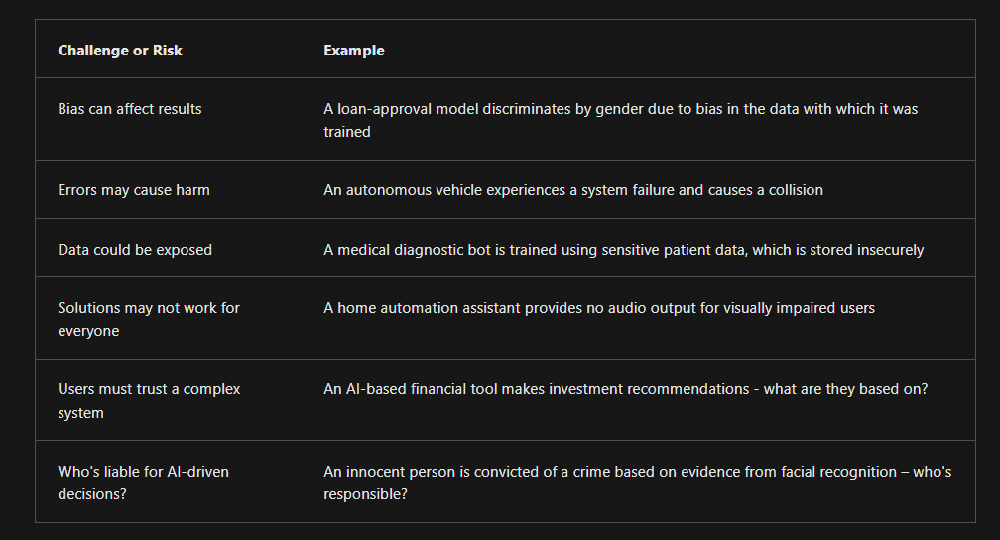 Challenge or Risk
Example
Bias can affect results
A loan-approval model discriminates by gender due to bias in the data with which it was
trained
Errors may cause harm
An autonomous vehicle experiences a system failure and causes a collision
Data could be exposed
A medical diagnostic bot is trained using sensitive patient data, which is stored insecurely
Solutions may not work for
everyone
A home automation assistant provides no audio output for visually impaired users
Users must trust a complex
system
An AI-based financial tool makes investment recommendations - what are they based on?
Who's liable for AI-driven
decisions?
An innocent person is convicted of a crime based on evidence from facial recognition – who's
responsible?